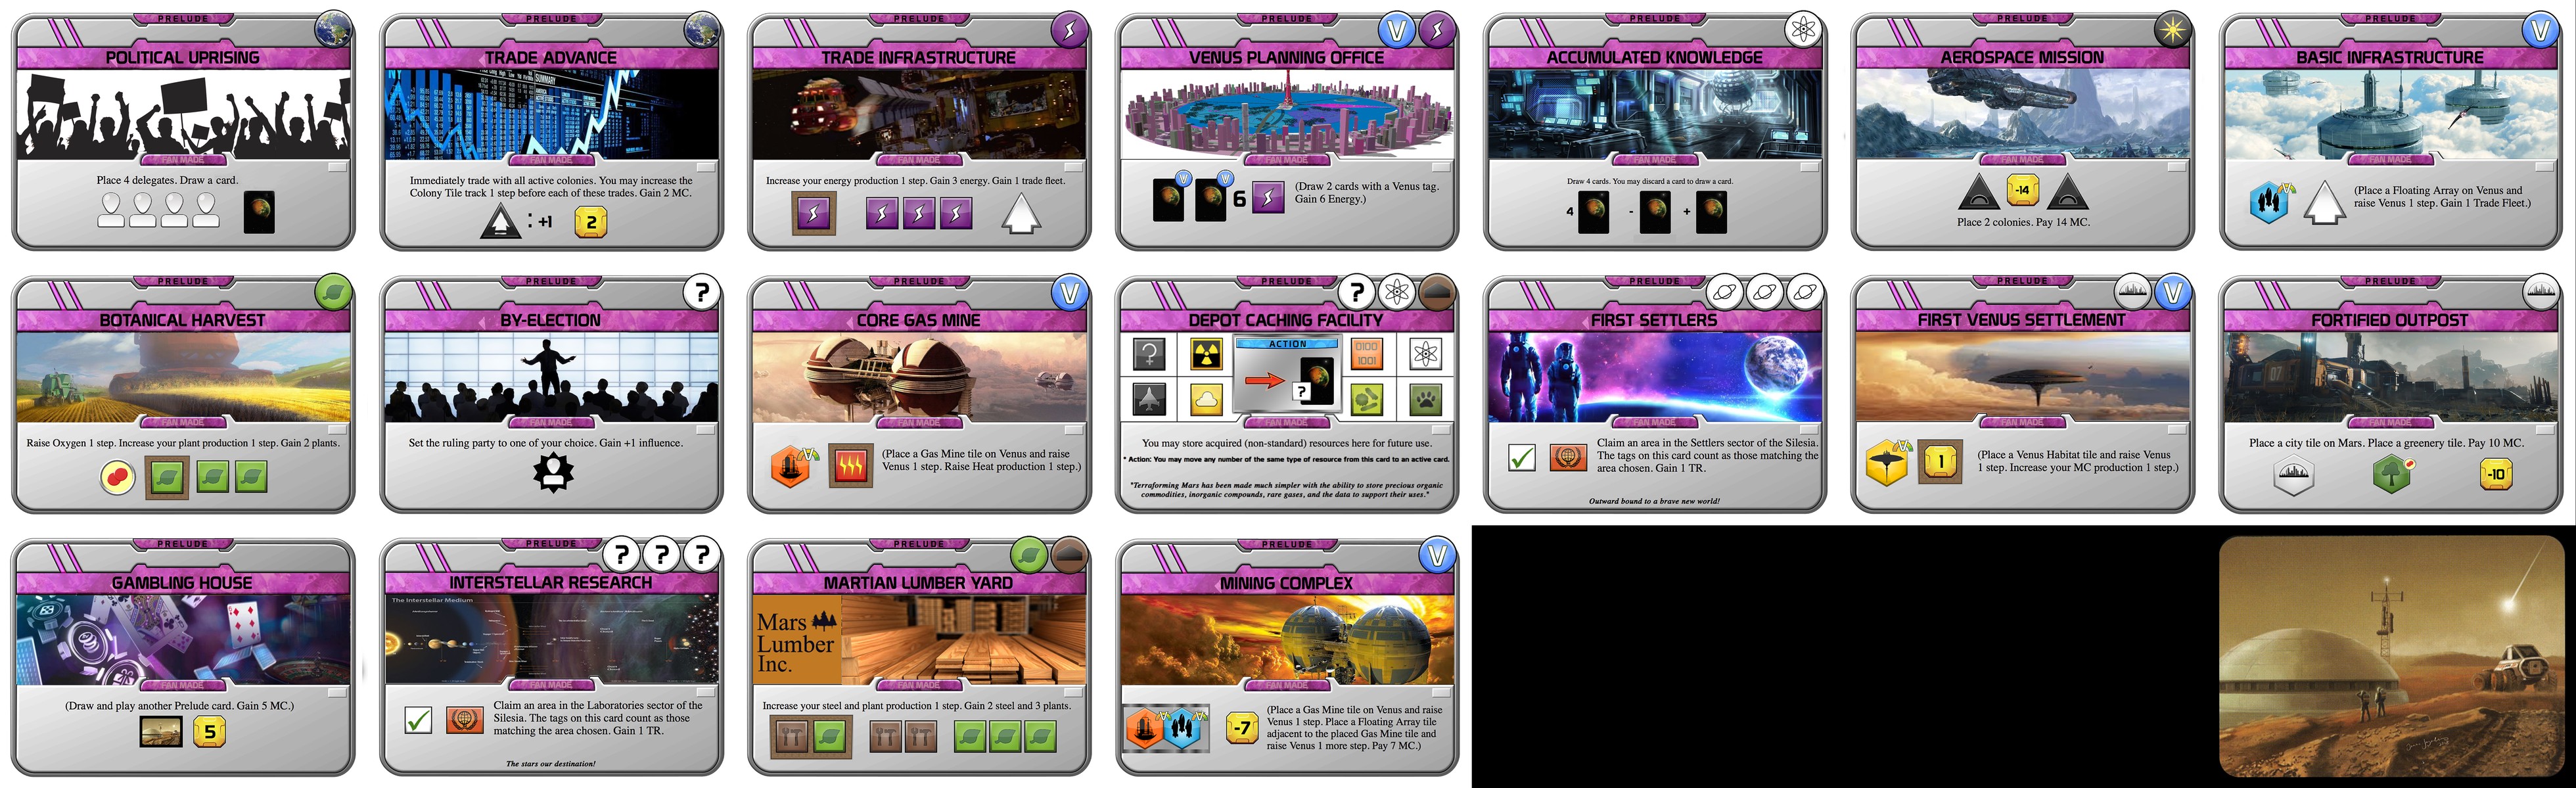 PRELUDE
POLITICAL UPRISING
FAN MADE
Place 4 delegates. Draw a card.
PRELUDE
TRADE ADVANCE
SUMMARY
FAN MADE
Immediately trade with all active colonies. You may increase the
Colony Tile track 1 step before each of these trades. Gain 2 MC.
: +1
2
PRELUDE
TRADE INFRASTRUCTURE
FAN MADE
Increase your energy production 1 step. Gain 3 energy. Gain 1 trade fleet.
PRELUDE
V
VENUS PLANNING OFFICE
FAN MADE
V V
6
(Draw 2 cards with a Venus tag.
Gain 6 Energy.)
PRELUDE
ACCUMULATED KNOWLEDGE
FAN MADE
Draw 4 cards. You may discard a card to draw a card.
4 - +
PRELUDE
AEROSPACE MISSION
FAN MADE
-14
Place 2 colonies. Pay 14 MC.
PRELUDE
V
BASIC INFRASTRUCTURE
FAN MADE
(Place a Floating Array on Venus and
raise Venus 1 step. Gain 1 Trade Fleet.)
PRELUDE
BOTANICAL HARVEST
FAN MADE
Raise Oxygen 1 step. Increase your plant production 1 step. Gain 2 plants.
PRELUDE
?
BY-ELECTION
FAN MADE
Set the ruling party to one of your choice. Gain +1 influence.
PRELUDE
V
CORE GAS MINE
FAN MADE
(Place a Gas Mine tile on Venus and raise
Venus 1 step. Raise Heat production 1 step.)
PRELUDE
?
DEPOT CACHING FACILITY
ACTION
?
0100
1001
FAN MADE
You may store acquired (non-standard) resources here for future use.
* Action: You may move any number of the same type of resource from this card to an active card.
"Terraforming Mars has been made much simpler with the ability to store precious organic
commodities, inorganic compounds, rare gases, and the data to support their uses."
PRELUDE
FIRST SETTLERS
FAN MADE
Claim an area in the Settlers sector of the Silesia.
The tags on this card count as those matching the
area chosen. Gain 1 TR.
Outward bound to a brave new world!
PRELUDE
V
FIRST VENUS SETTLEMENT
FAN MADE
1
(Place a Venus Habitat tile and raise Venus
1 step. Increase your MC production 1 step.)
PRELUDE
FORTIFIED OUTPOST
07
FAN MADE
Place a city tile on Mars. Place a greenery tile. Pay 10 MC.
-10
PRELUDE
GAMBLING HOUSE
FAN MADE
(Draw and play another Prelude card. Gain 5 MC.)
5
PRELUDE
? ? ?
INTERSTELLAR RESEARCH
The Interstellar Medium
FAN MADE
Claim an area in the Laboratories sector of the
Silesia. The tags on this card count as those
matching the area chosen. Gain 1 TR.
The stars our destination!
PRELUDE
MARTIAN LUMBER YARD
Mars
Lumber
Inc.
FAN MADE
Increase your steel and plant production 1 step. Gain 2 steel and 3 plants.
PRELUDE
V
MINING COMPLEX
FAN MADE
-7
(Place a Gas Mine tile on Venus and raise
Venus 1 step. Place a Floating Array tile
adjacent to the placed Gas Mine tile and
raise Venus 1 more step. Pay 7 MC.)